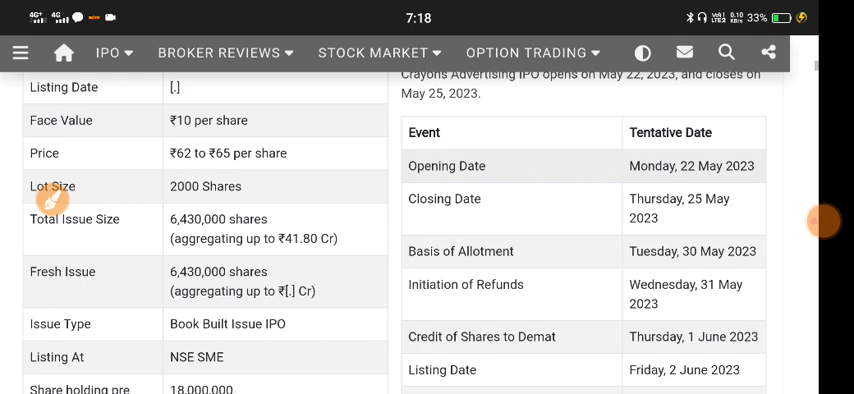 4G+ 4G 7:18 VoLTE2 0.10 KB/s 33%
IPO BROKER REVIEWS STOCK MARKET OPTION TRADING
Listing Date [.]
Face Value ₹10 per share
Price ₹62 to ₹65 per share
Lot Size 2000 Shares
Total Issue Size 6,430,000 shares
(aggregating up to ₹41.80 Cr)
Fresh Issue 6,430,000 shares
(aggregating up to ₹[.] Cr)
Issue Type Book Built Issue IPO
Listing At NSE SME
Share holding pre 18,000,000
Crayons Advertising IPO opens on May 22, 2023, and closes on
May 25, 2023.
Event Tentative Date
Opening Date Monday, 22 May 2023
Closing Date Thursday, 25 May
2023
Basis of Allotment Tuesday, 30 May 2023
Initiation of Refunds Wednesday, 31 May
2023
Credit of Shares to Demat Thursday, 1 June 2023
Listing Date Friday, 2 June 2023